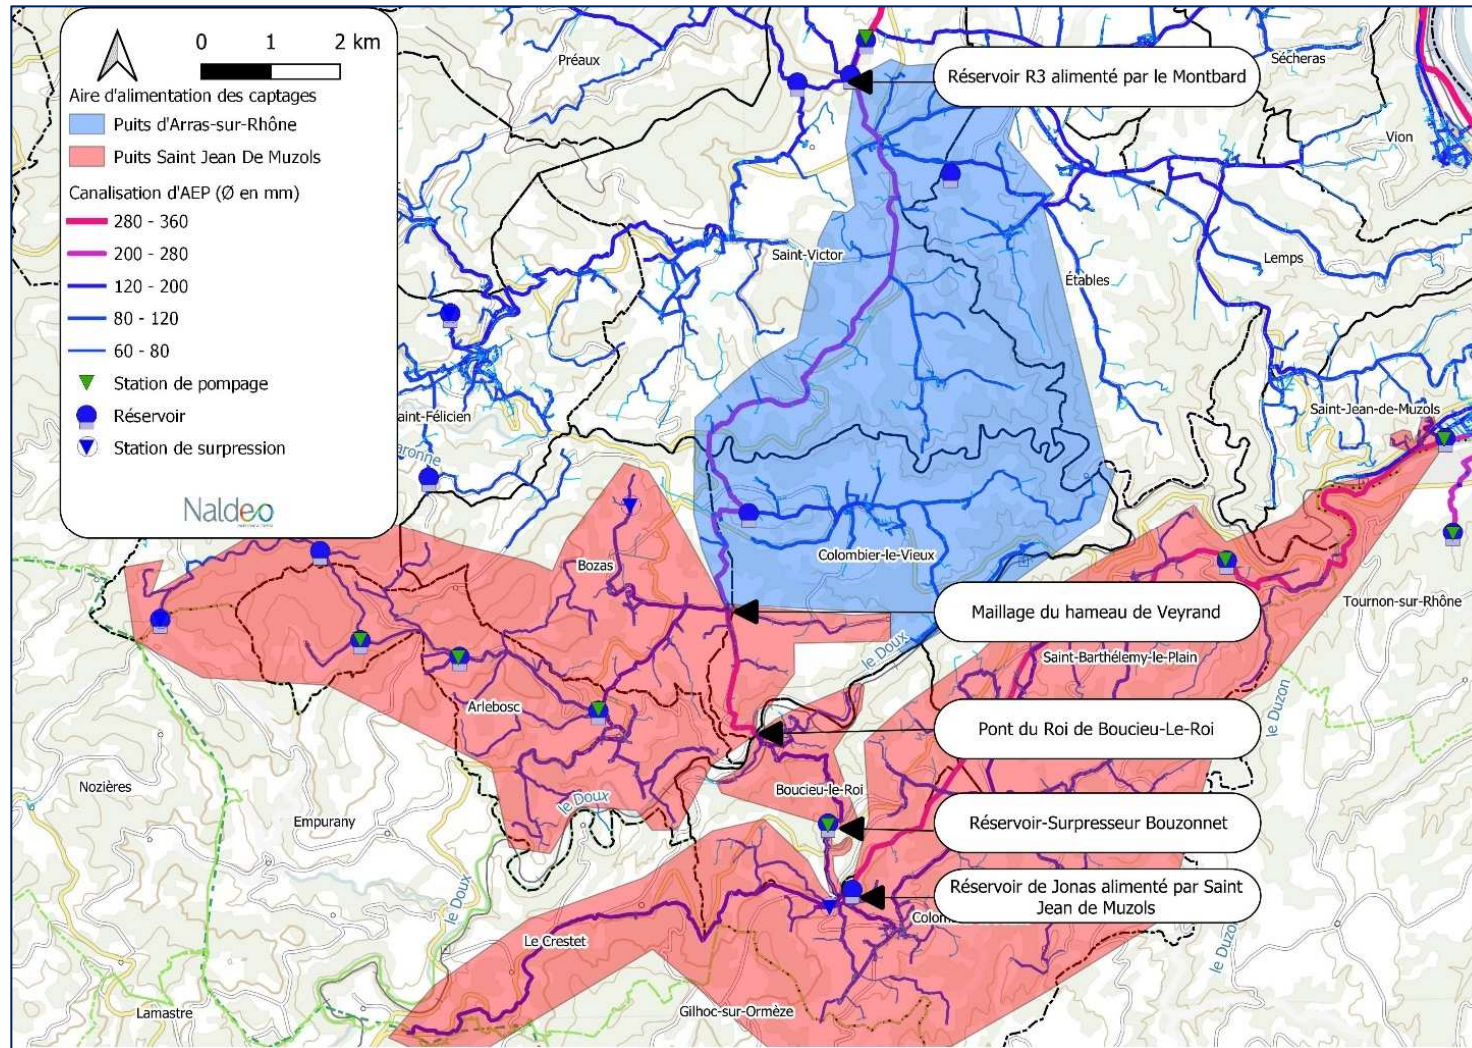 0 1 2 km
Aire d'alimentation des captages
Puits d'Arras-sur-Rhône
Puits Saint Jean De Muzols
Canalisation d'AEP (Ø en mm)
280 - 360
200 - 280
120 - 200
80 - 120
60 - 80
Station de pompage
Réservoir
Station de surpression
Naldeo
Préaux
Sécheras
Réservoir R3 alimenté par le Montbard
Vion
Saint-Victor
Lemps
Étables
aint-Félicien
Saint-Jean-de-Muzols
aronne
Colombier-le-Vieux
Bozas
Maillage du hameau de Veyrand
Tournon-sur-Rhône
le Doux
Saint-Barthélemy-le-Plain
le Duzon
Arlebosc
Pont du Roi de Boucieu-Le-Roi
Nozières
Boucieu-le-Roi
le Doux
Empurany
Réservoir-Surpresseur Bouzonnet
le Doux
Réservoir de Jonas alimenté par Saint
Jean de Muzols
Colom
Le Crestet
le Duzo
Lamastre
Gilhoc-sur-Ormèze